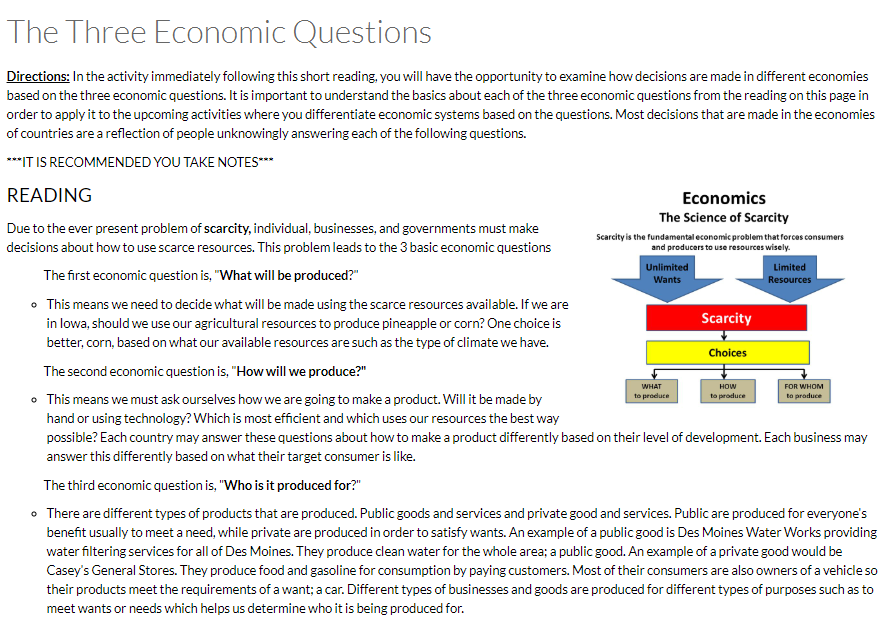 The Three Economic Questions
Directions: In the activity immediately following this short reading, you will have the opportunity to examine how decisions are made in different economies
based on the three economic questions. It is important to understand the basics about each of the three economic questions from the reading on this page in
order to apply it to the upcoming activities where you differentiate economic systems based on the questions. Most decisions that are made in the economies
of countries are a reflection of people unknowingly answering each of the following questions.
***IT IS RECOMMENDED YOU TAKE NOTES***
READING
Due to the ever present problem of scarcity, individual, businesses, and governments must make
decisions about how to use scarce resources. This problem leads to the 3 basic economic questions
The first economic question is, "What will be produced?"
This means we need to decide what will be made using the scarce resources available. If we are
in Iowa, should we use our agricultural resources to produce pineapple or corn? One choice is
better, corn, based on what our available resources are such as the type of climate we have.
The second economic question is, "How will we produce?"
This means we must ask ourselves how we are going to make a product. Will it be made by
hand or using technology? Which is most efficient and which uses our resources the best way
possible? Each country may answer these questions about how to make a product differently based on their level of development. Each business may
answer this differently based on what their target consumer is like.
The third economic question is, "Who is it produced for?"
There are different types of products that are produced. Public goods and services and private good and services. Public are produced for everyone's
benefit usually to meet a need, while private are produced in order to satisfy wants. An example of a public good is Des Moines Water Works providing
water filtering services for all of Des Moines. They produce clean water for the whole area; a public good. An example of a private good would be
Casey's General Stores. They produce food and gasoline for consumption by paying customers. Most of their consumers are also owners of a vehicle so
their products meet the requirements of a want; a car. Different types of businesses and goods are produced for different types of purposes such as to
meet wants or needs which helps us determine who it is being produced for.
Economics
The Science of Scarcity
Scarcity is the fundamental economic problem that forces consumers
and producers to use resources wisely.
Unlimited
Wants
Limited
Resources
Scarcity
Choices
WHAT
to produce
HOW
to produce
FOR WHOM
to produce